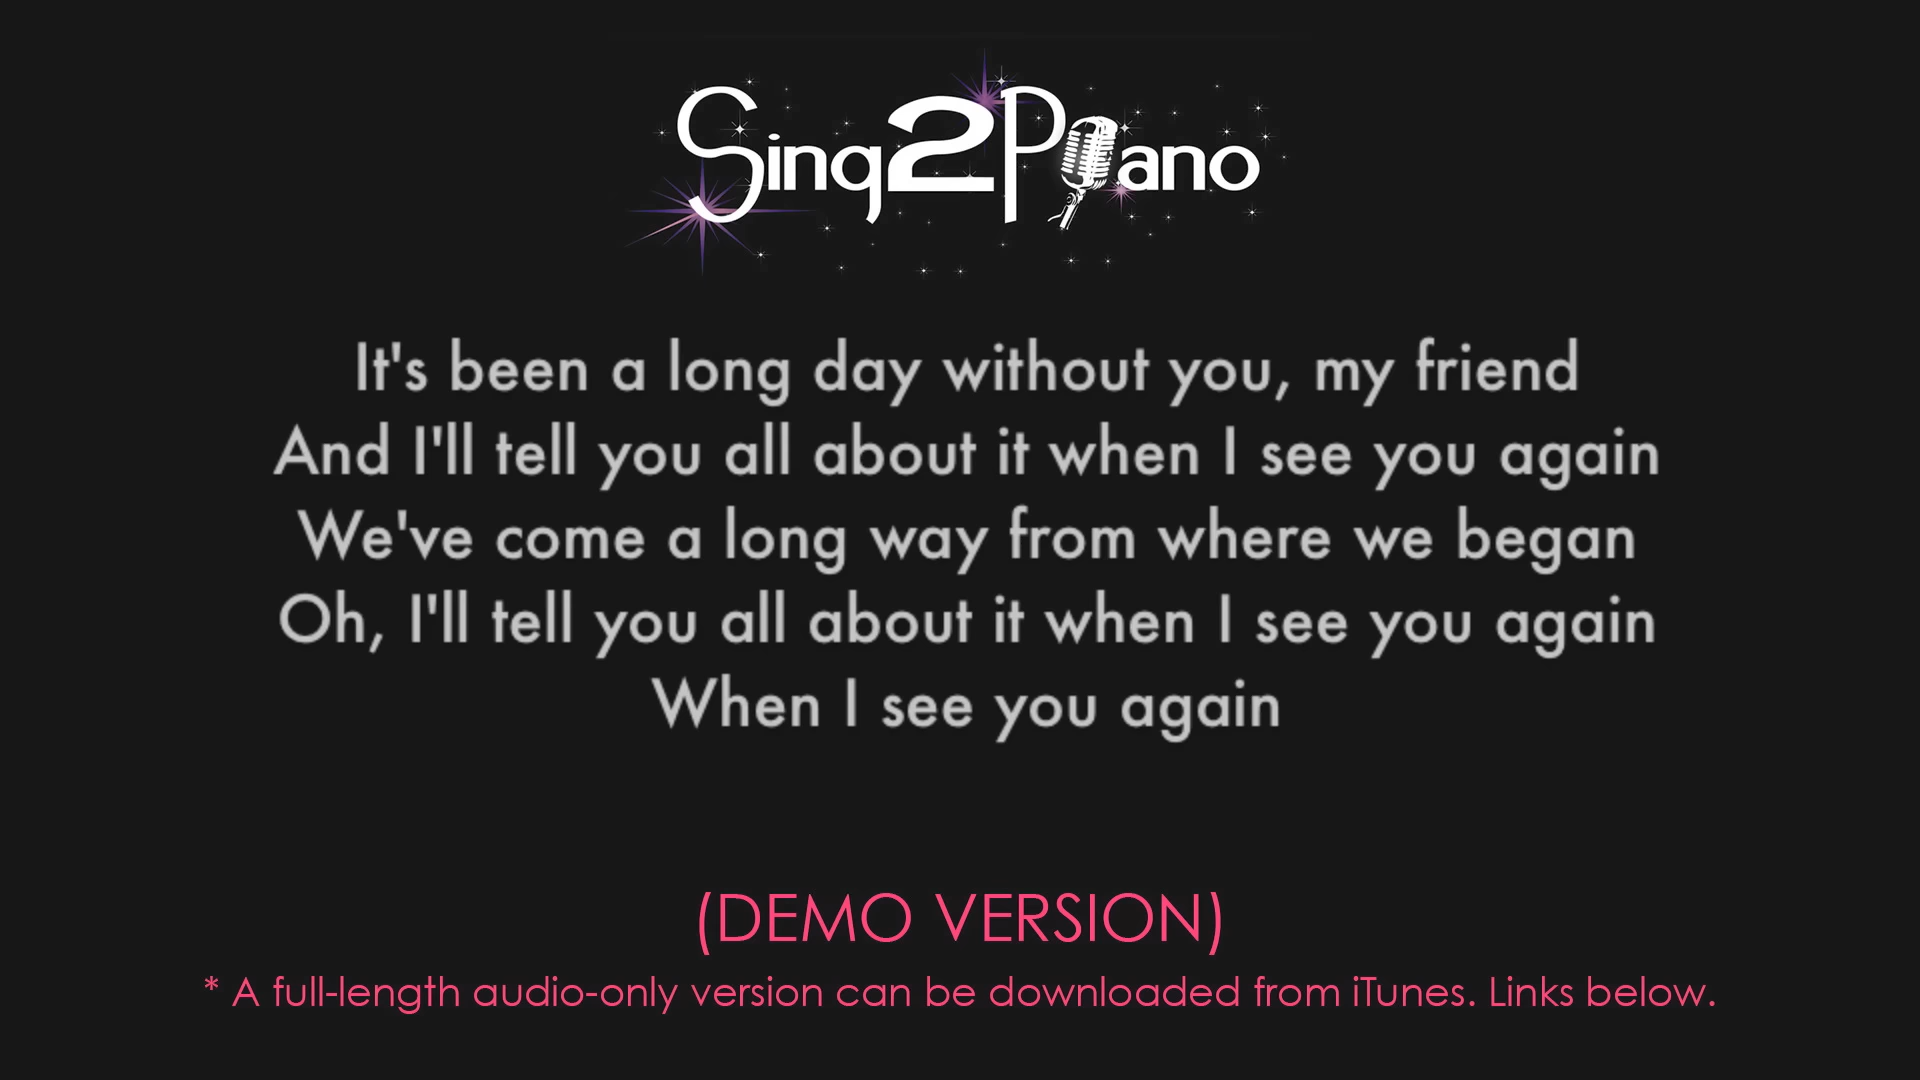 Sing2Piano
It's been a long day without you, my friend
And I'll tell you all about it when I see you again
We've come a long way from where we began
Oh, I'll tell you all about it when I see you again
When I see you again
(DEMO VERSION)
* A full-length audio-only version can be downloaded from iTunes. Links below.